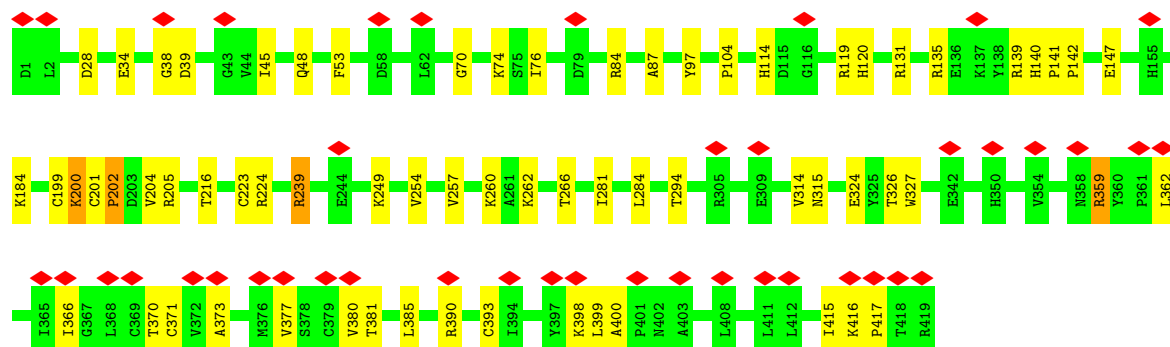 D1 L2 D28 E34 G38 D39 G43 V44 I45 Q48 F53 D58 L62 G70 K74 S75 I76 D79 R84 A87 Y97 P104 H114 D115 G116 R119 H120 R131 R135 E136 K137 Y138 R139 H140 P141 P142 E147 H155
K184 C199 K200 C201 P202 D203 V204 R205 T216 C223 R224 R239 E244 K249 V254 V257 K260 A261 K262 T266 I281 L284 T294 R305 E309 V314 N315 E324 Y325 T326 W327 E342 H350 V354 N358 R359 Y360 P361 L362
I365 I366 G367 L368 C369 T370 C371 V372 A373 M376 V377 S378 C379 V380 T381 L385 R390 C393 I394 Y397 K398 L399 A400 P401 N402 A403 L408 L411 L412 I415 K416 P417 T418 R419